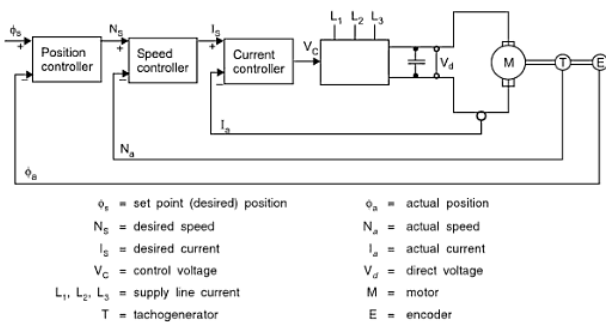 ϕs
+
−
Position
controller
NS
+
−
Speed
controller
IS
+
−
Current
controller
VC
L1
L2
L3
Vd
M
T
E
Ia
Na
ϕa
ϕs = set point (desired) position
NS = desired speed
IS = desired current
VC = control voltage
L1, L2, L3 = supply line current
T = tachogenerator
ϕa = actual position
Na = actual speed
Ia = actual current
Vd = direct voltage
M = motor
E = encoder